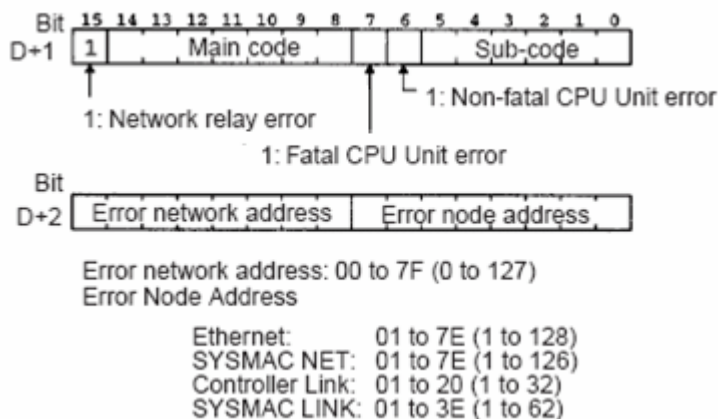 Bit 15 14 13 12 11 10 9 8 7 6 5 4 3 2 1 0
D+1 1 Main code Sub-code
1: Non-fatal CPU Unit error
1: Network relay error
1: Fatal CPU Unit error
Bit
D+2 Error network address Error node address
Error network address: 00 to 7F (0 to 127)
Error Node Address
Ethernet: 01 to 7E (1 to 128)
SYSMAC NET: 01 to 7E (1 to 126)
Controller Link: 01 to 20 (1 to 32)
SYSMAC LINK: 01 to 3E (1 to 62)